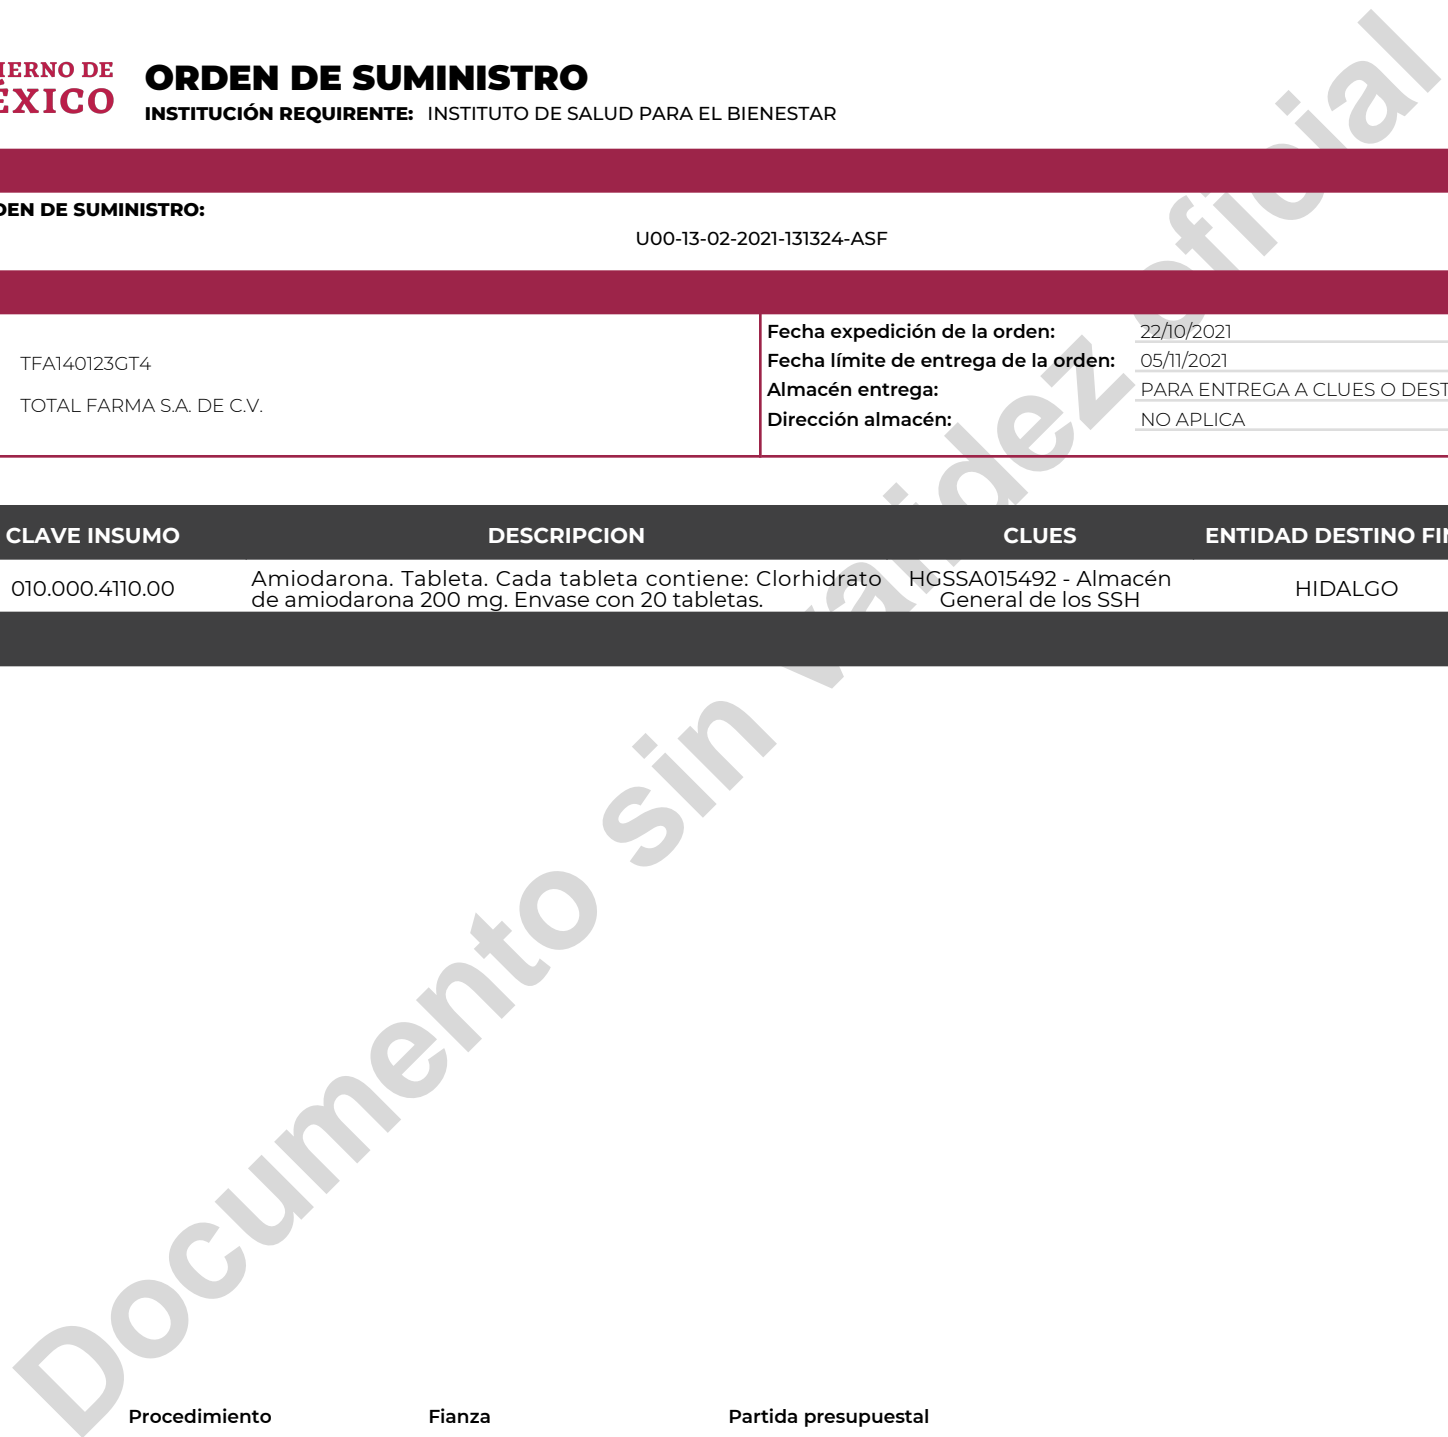 IERNO DE
ÉXICO
ORDEN DE SUMINISTRO
INSTITUCIÓN REQUIRENTE: INSTITUTO DE SALUD PARA EL BIENESTAR
DEN DE SUMINISTRO:
U00-13-02-2021-131324-ASF
TFA140123GT4
TOTAL FARMA S.A. DE C.V.
Fecha expedición de la orden: 22/10/2021
Fecha límite de entrega de la orden: 05/11/2021
Almacén entrega: PARA ENTREGA A CLUES O DEST
Dirección almacén: NO APLICA
CLAVE INSUMO DESCRIPCION CLUES ENTIDAD DESTINO FIN
010.000.4110.00 Amiodarona. Tableta. Cada tableta contiene: Clorhidrato HGSSA015492 - Almacén HIDALGO
de amiodarona 200 mg. Envase con 20 tabletas. General de los SSH
Documento sin validez oficial
Procedimiento Fianza Partida presupuestal